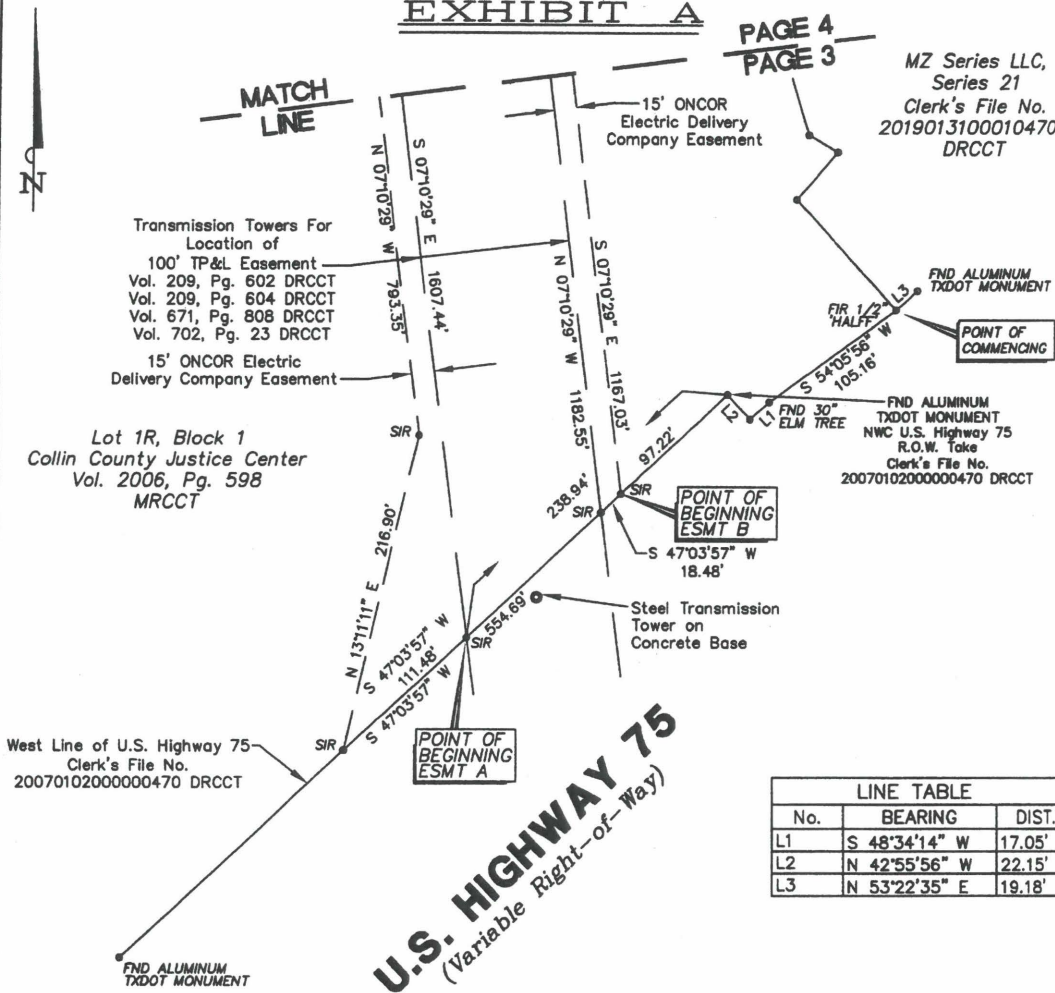 EXHIBIT A
PAGE 4
PAGE 3
MATCH
LINE
N
MZ Series LLC,
Series 21
Clerk's File No.
2019013100010470
DRCCT
15' ONCOR
Electric Delivery
Company Easement
N 07°10'29" W 793.35'
S 07°10'29" E 1607.44'
N 07°10'29" W 1182.55'
S 07°10'29" E 1167.03'
Transmission Towers For
Location of
100' TP&L Easement
Vol. 209, Pg. 602 DRCCT
Vol. 209, Pg. 604 DRCCT
Vol. 671, Pg. 808 DRCCT
Vol. 702, Pg. 23 DRCCT
15' ONCOR Electric
Delivery Company Easement
FND ALUMINUM
TXDOT MONUMENT
L3
FIR 1/2"
"HALFF"
POINT OF
COMMENCING
S 54°05'56" W
105.16'
L1
L2
FND 30"
ELM TREE
FND ALUMINUM
TXDOT MONUMENT
NWC U.S. Highway 75
R.O.W. Take
Clerk's File No.
20070102000000470 DRCCT
Lot 1R, Block 1
Collin County Justice Center
Vol. 2006, Pg. 598
MRCCT
SIR
97.22'
238.94'
SIR
SIR
POINT OF
BEGINNING
ESMT B
S 47°03'57" W
18.48'
N 13°11'11" E 216.90'
554.69'
Steel Transmission
Tower on
Concrete Base
SIR
S 47°03'57" W
111.48'
S 47°03'57" W
SIR
POINT OF
BEGINNING
ESMT A
West Line of U.S. Highway 75
Clerk's File No.
20070102000000470 DRCCT
U.S. HIGHWAY 75
(Variable Right-of-Way)
FND ALUMINUM
TXDOT MONUMENT
LINE TABLE
No. BEARING DIST.
L1 S 48°34'14" W 17.05'
L2 N 42°55'56" W 22.15'
L3 N 53°22'35" E 19.18'